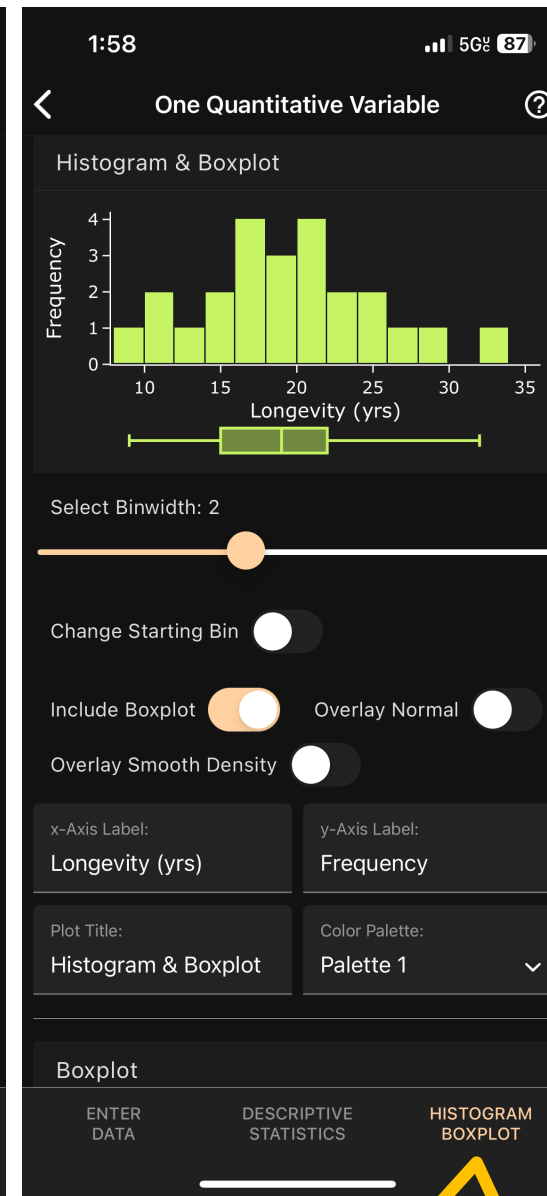 1:58 5G 87
One Quantitative Variable
Histogram & Boxplot
Frequency
4
3
2
1
0
10 15 20 25 30 35
Longevity (yrs)
Select Binwidth: 2
Change Starting Bin
Include Boxplot Overlay Normal
Overlay Smooth Density
x-Axis Label: y-Axis Label:
Longevity (yrs) Frequency
Plot Title: Color Palette:
Histogram & Boxplot Palette 1
Boxplot
ENTER DESCRIPTIVE HISTOGRAM
DATA STATISTICS BOXPLOT